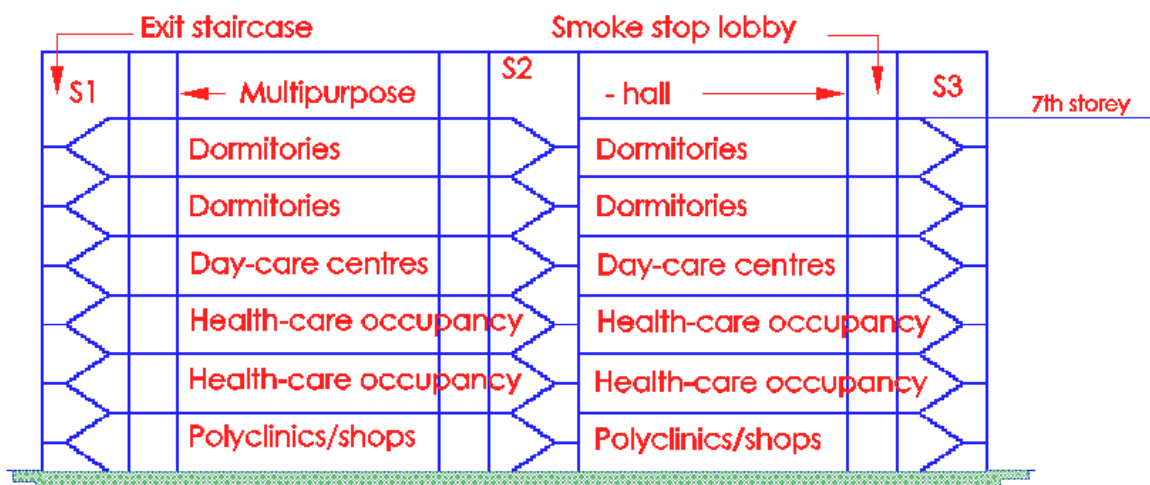 Exit staircase
Smoke stop lobby
S1
Multipurpose
S2
- hall
S3
7th storey
Dormitories
Dormitories
Dormitories
Dormitories
Day-care centres
Day-care centres
Health-care occupancy
Health-care occupancy
Health-care occupancy
Health-care occupancy
Polyclinics/shops
Polyclinics/shops